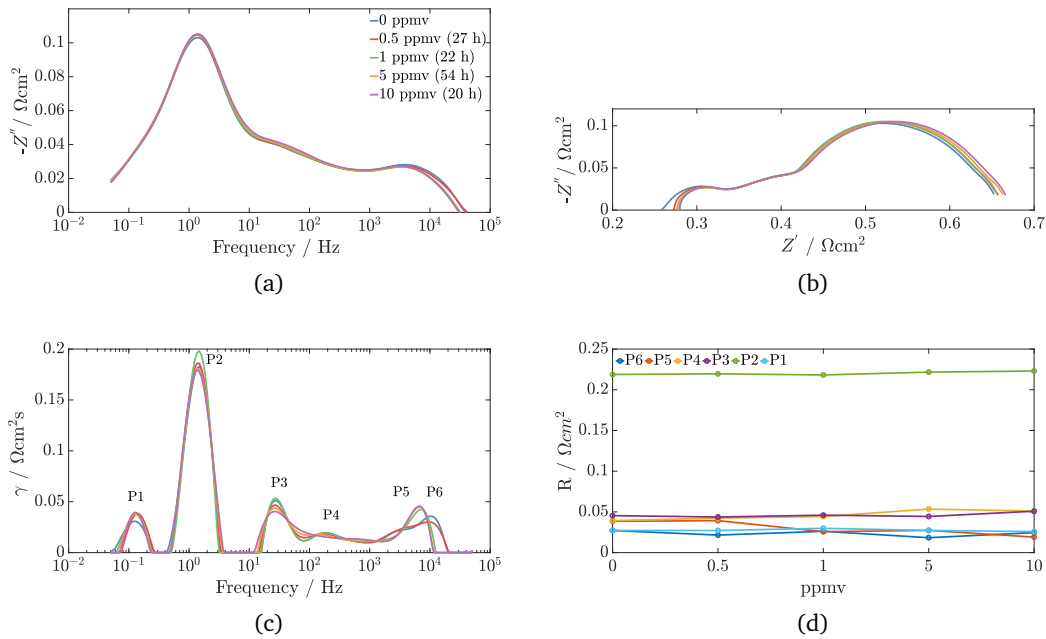 -Z″ / Ωcm²
0.1
0.08
0.06
0.04
0.02
0
10⁻² 10⁻¹ 10⁰ 10¹ 10² 10³ 10⁴ 10⁵
Frequency / Hz
0 ppmv
0.5 ppmv (27 h)
1 ppmv (22 h)
5 ppmv (54 h)
10 ppmv (20 h)
(a)
-Z″ / Ωcm²
0.1
0.05
0
0.2 0.3 0.4 0.5 0.6 0.7
Z′ / Ωcm²
(b)
γ / Ωcm²s
0.2
0.15
0.1
0.05
0
P1
P2
P3
P4
P5 P6
10⁻² 10⁻¹ 10⁰ 10¹ 10² 10³ 10⁴ 10⁵
Frequency / Hz
(c)
R / Ωcm²
0.25
0.2
0.15
0.1
0.05
0
P6 P5 P4 P3 P2 P1
0 0.5 1 5 10
ppmv
(d)